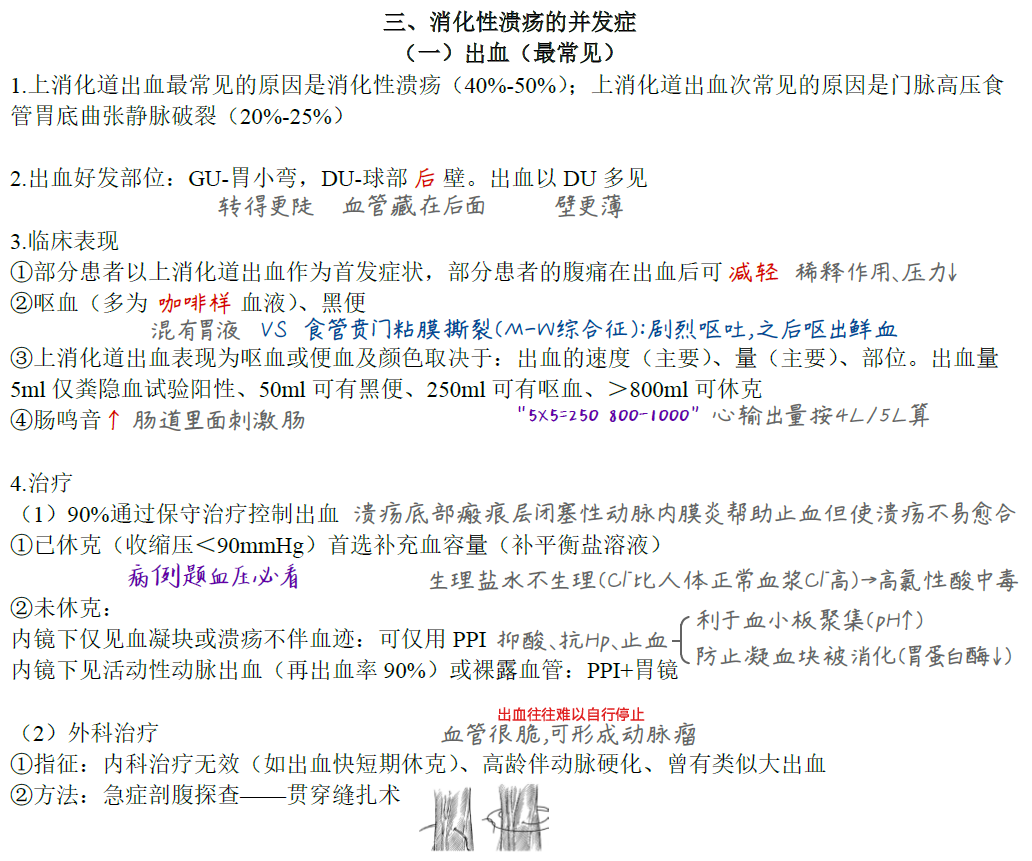 三、消化性溃疡的并发症
（一）出血（最常见）
1.上消化道出血最常见的原因是消化性溃疡（40%-50%）；上消化道出血次常见的原因是门脉高压食
管胃底曲张静脉破裂（20%-25%）
2.出血好发部位：GU-胃小弯，DU-球部 后 壁。出血以 DU 多见
转得更陡 血管藏在后面 壁更薄
3.临床表现
①部分患者以上消化道出血作为首发症状，部分患者的腹痛在出血后可 减轻 稀释作用、压力↓
②呕血（多为 咖啡样 血液）、黑便
混有胃液 VS 食管贲门粘膜撕裂(M-W综合征):剧烈呕吐,之后呕出鲜血
③上消化道出血表现为呕血或便血及颜色取决于：出血的速度（主要）、量（主要）、部位。出血量
5ml 仅粪隐血试验阳性、50ml 可有黑便、250ml 可有呕血、＞800ml 可休克
④肠鸣音↑ 肠道里面刺激肠 "5X5=250 800-1000" 心输出量按4L/5L算
4.治疗
（1）90%通过保守治疗控制出血 溃疡底部瘢痕层闭塞性动脉内膜炎帮助止血但使溃疡不易愈合
①已休克（收缩压＜90mmHg）首选补充血容量（补平衡盐溶液）
病例题血压必看 生理盐水不生理(Cl⁻比人体正常血浆Cl⁻高)→高氯性酸中毒
②未休克：
利于血小板聚集(pH↑)
内镜下仅见血凝块或溃疡不伴血迹：可仅用 PPI 抑酸、抗Hp、止血
防止凝血块被消化(胃蛋白酶↓)
内镜下见活动性动脉出血（再出血率 90%）或裸露血管：PPI+胃镜
出血往往难以自行停止
（2）外科治疗 血管很脆,可形成动脉瘤
①指征：内科治疗无效（如出血快短期休克）、高龄伴动脉硬化、曾有类似大出血
②方法：急症剖腹探查——贯穿缝扎术